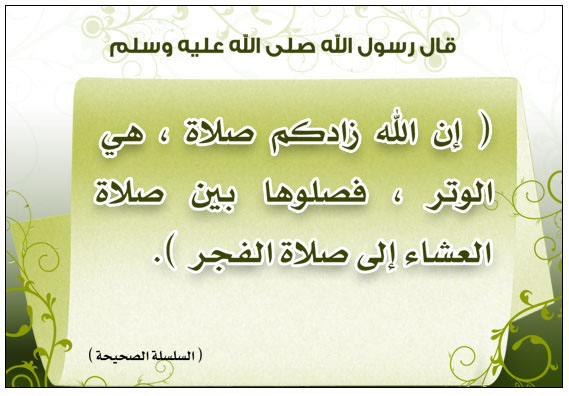 قال رسول الله صلى الله عليه وسلم
( إن الله زادكم صلاة ، هي
الوتر ، فصلوها بين صلاة
العشاء إلى صلاة الفجر ).
( السلسلة الصحيحة )